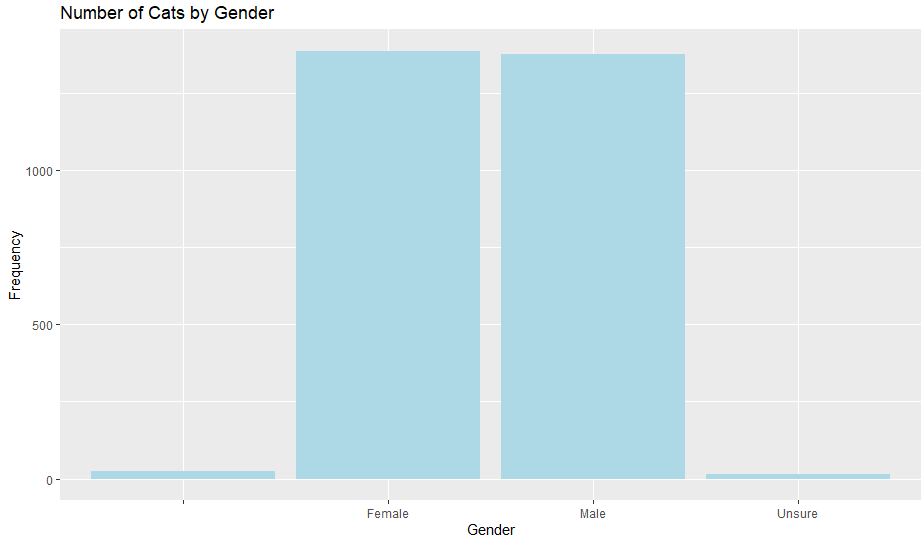 Number of Cats by Gender
Frequency
1000
500
0
Female Male Unsure
Gender